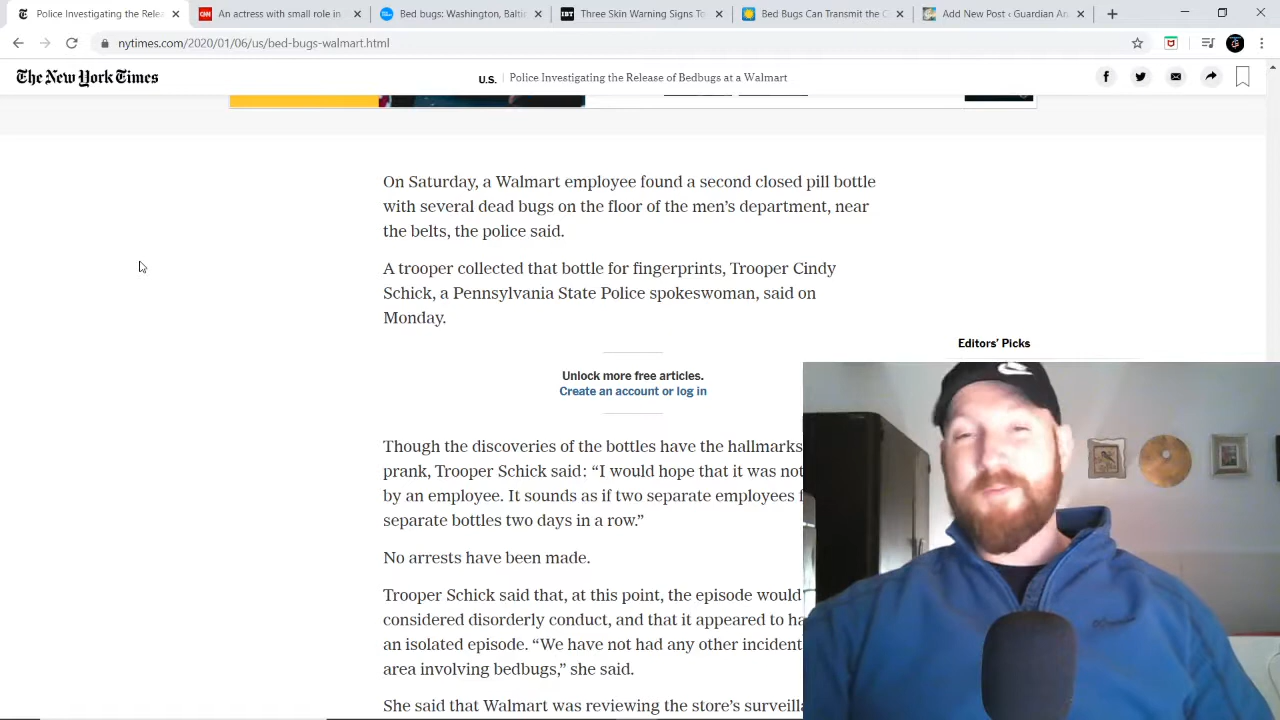 Police Investigating the Relea
An actress with small role in
Bed bugs: Washington, Baltin
Three Skin Warning Signs To
Bed Bugs Can Transmit the C
Add New Post ‹ Guardian An
nytimes.com/2020/01/06/us/bed-bugs-walmart.html
The New York Times
U.S. | Police Investigating the Release of Bedbugs at a Walmart
On Saturday, a Walmart employee found a second closed pill bottle
with several dead bugs on the floor of the men’s department, near
the belts, the police said.
A trooper collected that bottle for fingerprints, Trooper Cindy
Schick, a Pennsylvania State Police spokeswoman, said on
Monday.
Editors’ Picks
Unlock more free articles.
Create an account or log in
Though the discoveries of the bottles have the hallmarks
prank, Trooper Schick said: “I would hope that it was not
by an employee. It sounds as if two separate employees
separate bottles two days in a row.”
No arrests have been made.
Trooper Schick said that, at this point, the episode would
considered disorderly conduct, and that it appeared to ha
an isolated episode. “We have not had any other incident
area involving bedbugs,” she said.
She said that Walmart was reviewing the store’s surveilla